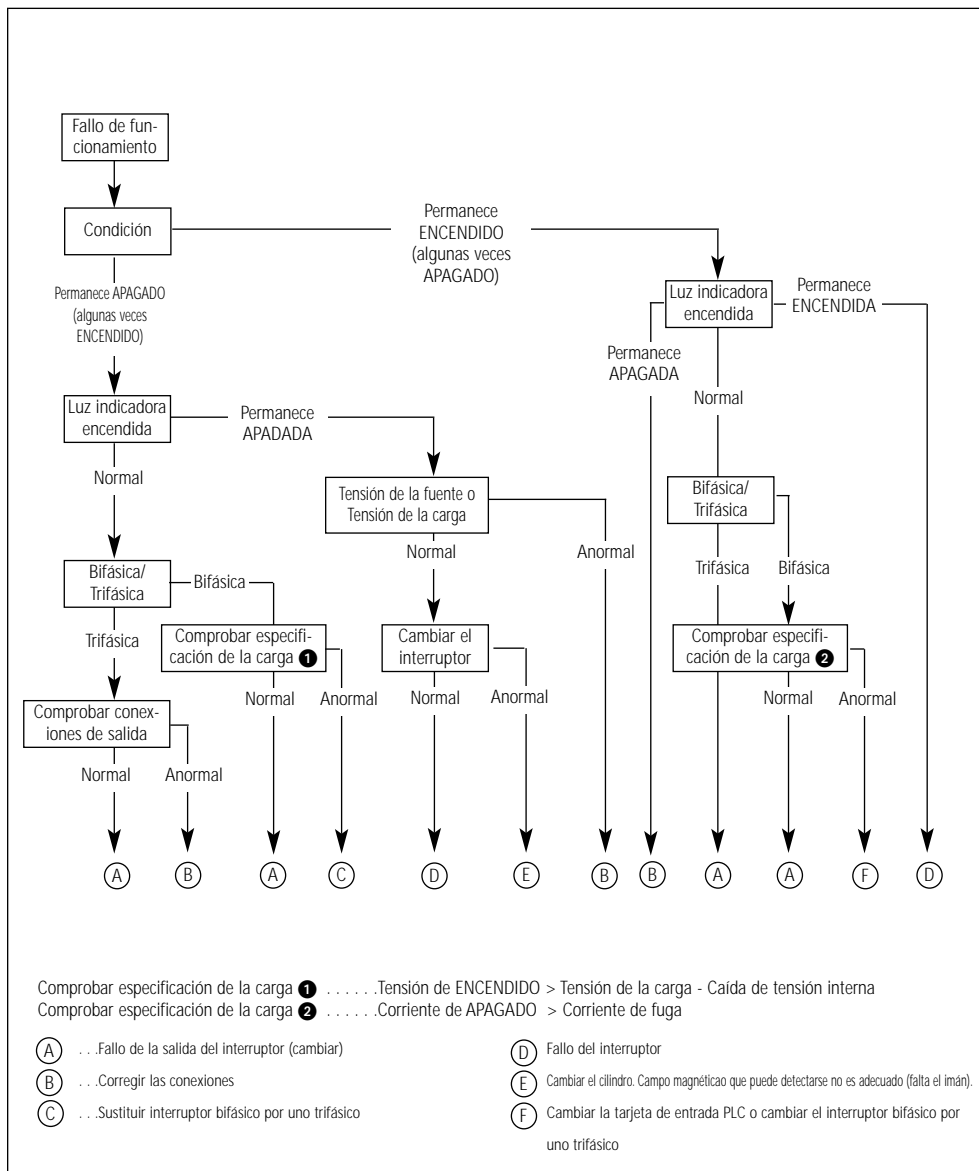 Fallo de fun-
cionamiento
Condición
Permanece
ENCENDIDO
(algunas veces
APAGADO)
Permanece APAGADO
(algunas veces
ENCENDIDO)
Luz indicadora
encendida
Permanece
ENCENDIDA
Permanece
APAGADA
Normal
Luz indicadora
encendida
Permanece
APADADA
Normal
Tensión de la fuente o
Tensión de la carga
Normal
Anormal
Bifásica/
Trifásica
Trifásica
Bifásica
Bifásica/
Trifásica
Bifásica
Trifásica
Comprobar especifi-
cación de la carga ❶
Normal
Anormal
Cambiar el
interruptor
Normal
Anormal
Comprobar especifi-
cación de la carga ❷
Normal
Anormal
Comprobar conex-
iones de salida
Normal
Anormal
A B A C D E B B A A F D
Comprobar especificación de la carga ❶ . . . . . .Tensión de ENCENDIDO > Tensión de la carga - Caída de tensión interna
Comprobar especificación de la carga ❷ . . . . . .Corriente de APAGADO > Corriente de fuga
A . . .Fallo de la salida del interruptor (cambiar)
B . . .Corregir las conexiones
C . . .Sustituir interruptor bifásico por uno trifásico
D Fallo del interruptor
E Cambiar el cilindro. Campo magnéticao que puede detectarse no es adecuado (falta el imán).
F Cambiar la tarjeta de entrada PLC o cambiar el interruptor bifásico por
uno trifásico